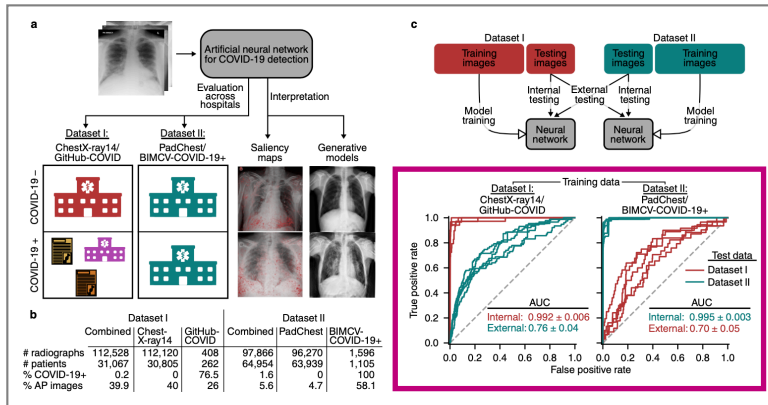 a
Artificial neural network
for COVID-19 detection
Evaluation
across
hospitals
Interpretation
Dataset I:
ChestX-ray14/
GitHub-COVID
Dataset II:
PadChest/
BIMCV-COVID-19+
Saliency
maps
Generative
models
COVID-19 –
COVID-19 +
b
Dataset I Dataset II
Combined Chest-X-ray14 GitHub-COVID Combined PadChest BIMCV-COVID-19+
# radiographs 112,528 112,120 408 97,866 96,270 1,596
# patients 31,067 30,805 262 64,954 63,939 1,105
% COVID-19+ 0.2 0 76.5 1.6 0 100
% AP images 39.9 40 26 5.6 4.7 58.1
c
Dataset I Dataset II
Training
images
Testing
images
Testing
images
Training
images
Internal
testing
External
testing
Internal
testing
Model
training
Model
training
Neural
network
Neural
network
Training data
Dataset I:
ChestX-ray14/
GitHub-COVID
Dataset II:
PadChest/
BIMCV-COVID-19+
True positive rate
1.0
0.8
0.6
0.4
0.2
0.0
AUC
Internal: 0.992 ± 0.006
External: 0.76 ± 0.04
Test data
Dataset I
Dataset II
AUC
Internal: 0.995 ± 0.003
External: 0.70 ± 0.05
0.0 0.2 0.4 0.6 0.8 1.0 0.0 0.2 0.4 0.6 0.8 1.0
False positive rate